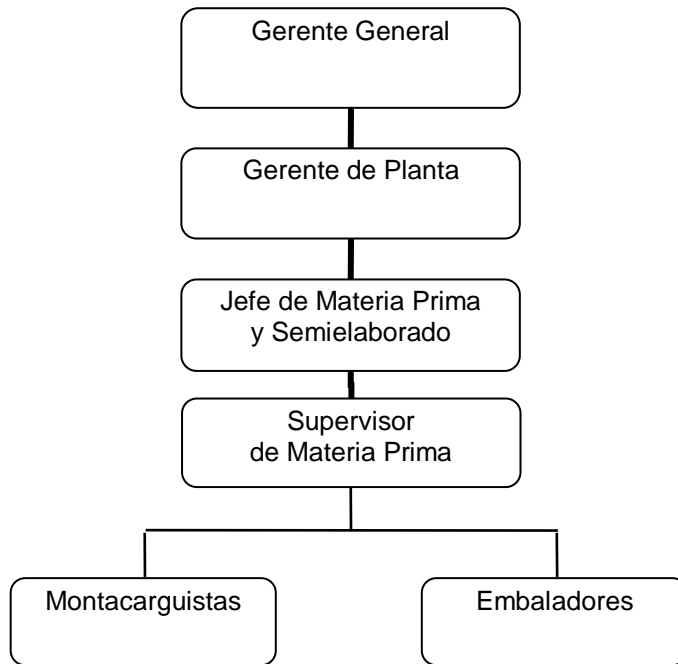 Gerente General
Gerente de Planta
Jefe de Materia Prima
y Semielaborado
Supervisor
de Materia Prima
Montacarguistas
Embaladores